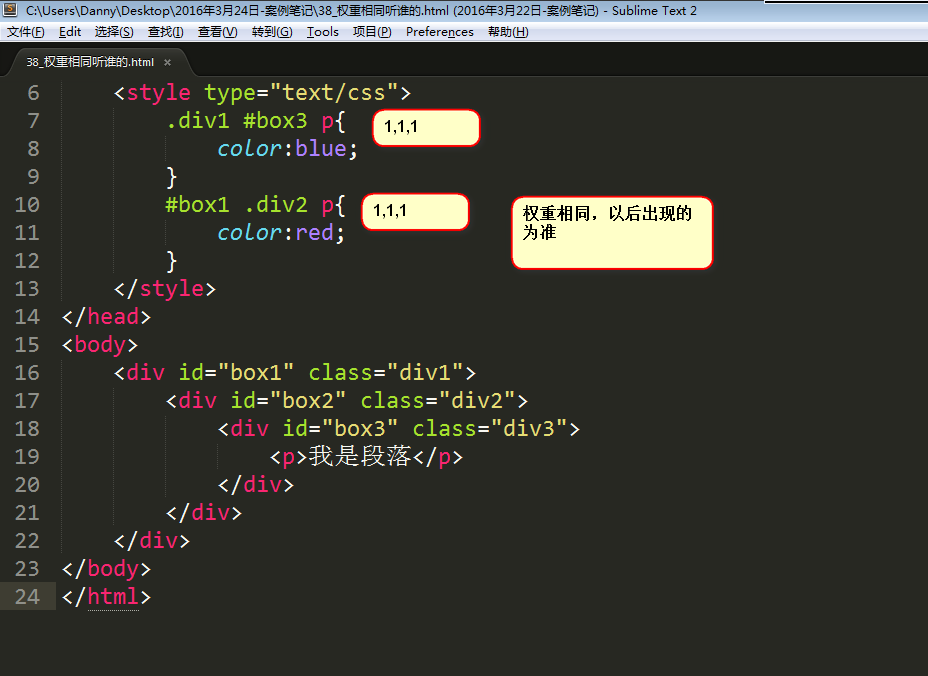 C:\Users\Danny\Desktop\2016年3月24日-案例笔记\38_权重相同听谁的.html (2016年3月22日-案例笔记) - Sublime Text 2
文件(F) Edit 选择(S) 查找(I) 查看(V) 转到(G) Tools 项目(P) Preferences 帮助(H)
38_权重相同听谁的.html ×
6 <style type="text/css">
7 .div1 #box3 p{ 1,1,1
8 color:blue;
9 }
10 #box1 .div2 p{ 1,1,1 权重相同，以后出现的
11 color:red; 为准
12 }
13 </style>
14 </head>
15 <body>
16 <div id="box1" class="div1">
17 <div id="box2" class="div2">
18 <div id="box3" class="div3">
19 <p>我是段落</p>
20 </div>
21 </div>
22 </div>
23 </body>
24 </html>